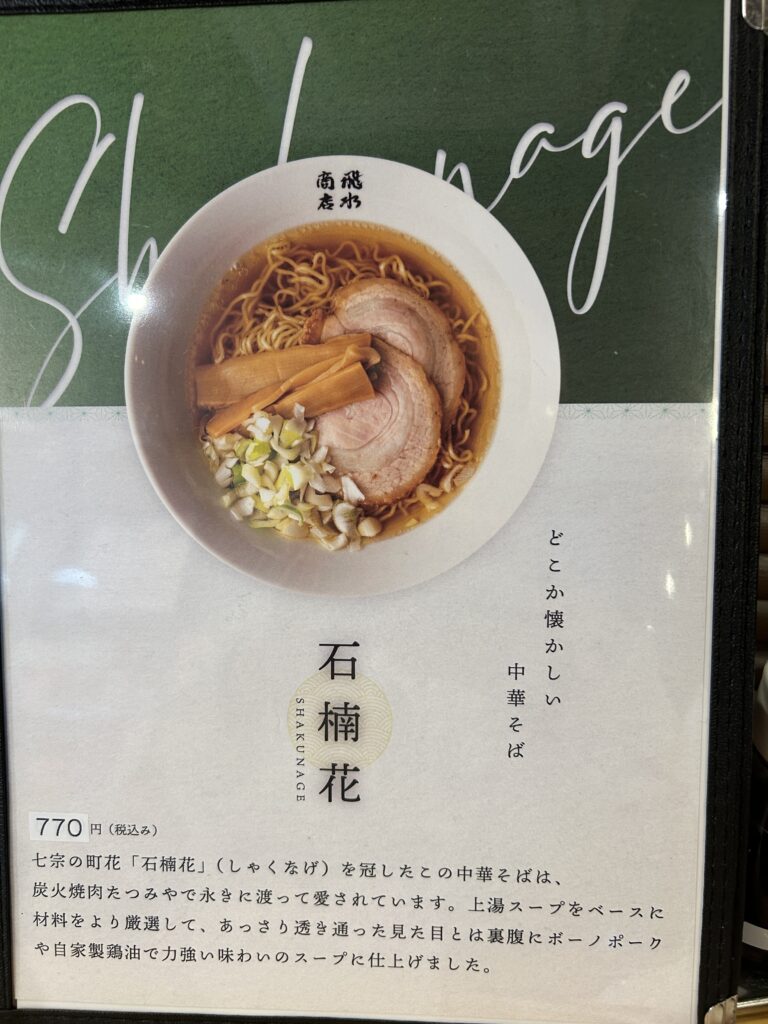 Shakunage
飛水
商店
どこか懐かしい
中華そば
石楠花
SHAKUNAGE
770円(税込み)
七宗の町花「石楠花」(しゃくなげ)を冠したこの中華そばは、
炭火焼肉たつみやで永きに渡って愛されています。上湯スープをベースに
材料をより厳選して、あっさり透き通った見た目とは裏腹にボーノポーク
や自家製鶏油で力強い味わいのスープに仕上げました。